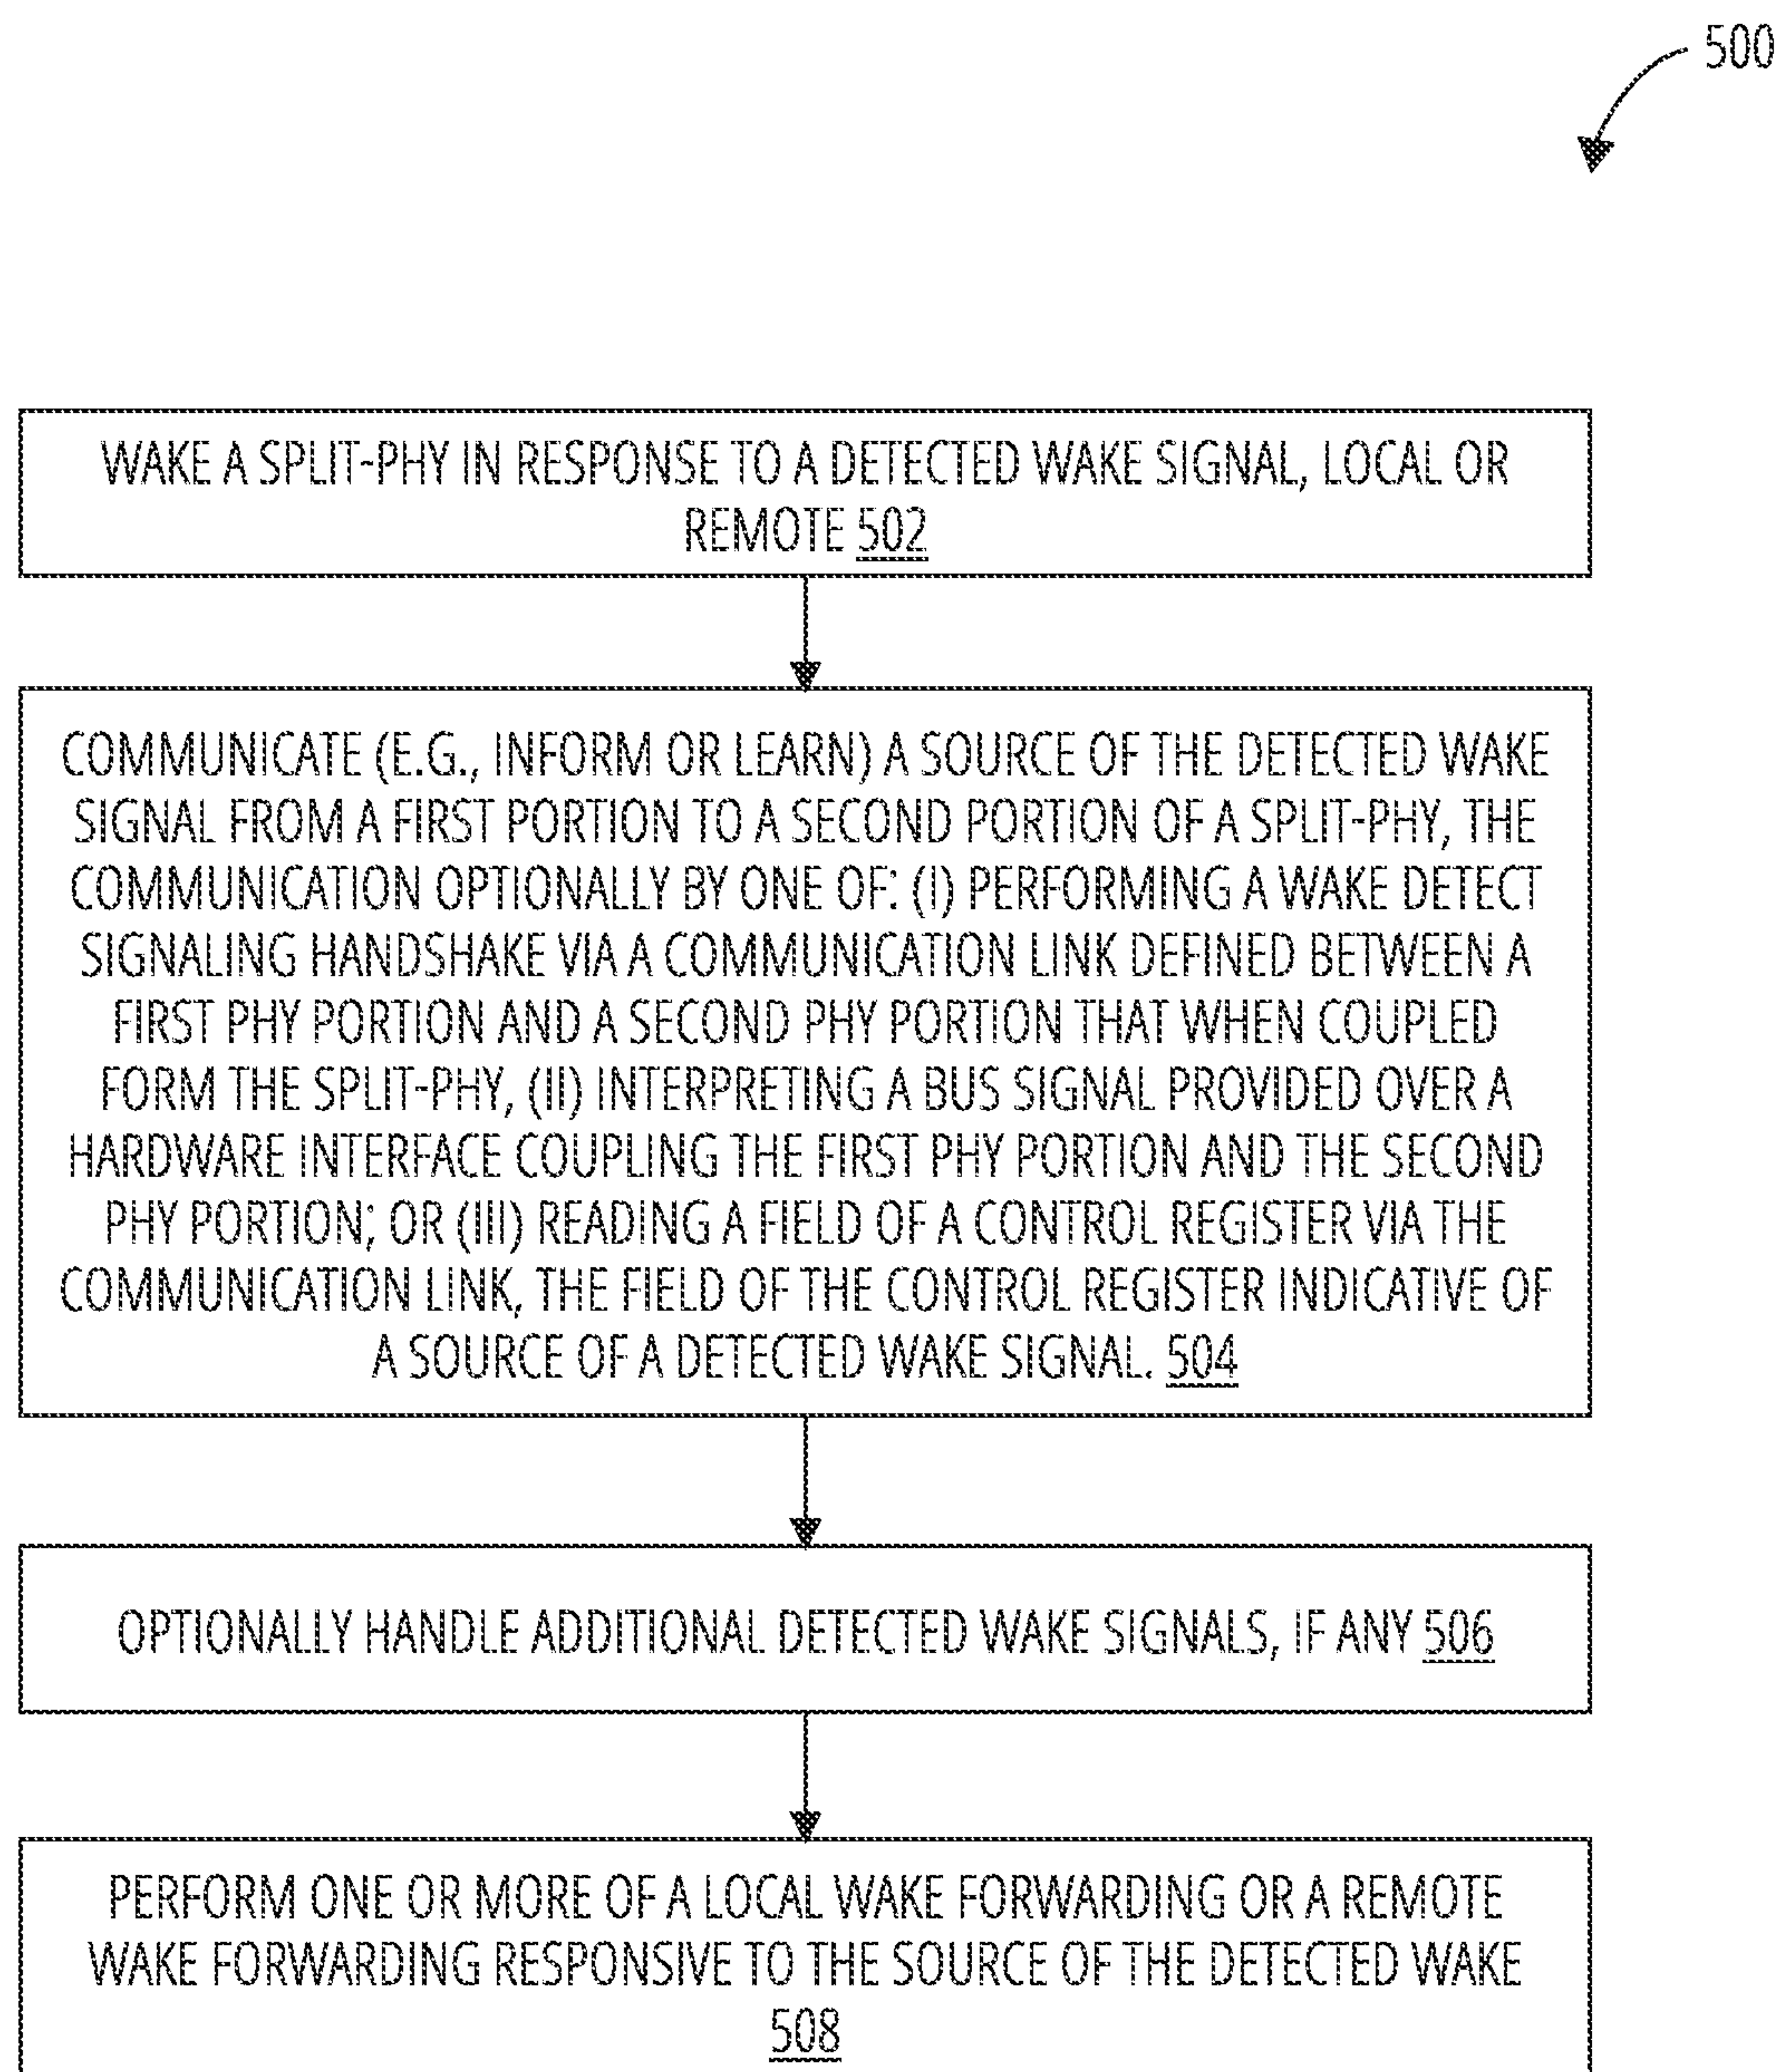 500
WAKE A SPLIT-PHY IN RESPONSE TO A DETECTED WAKE SIGNAL, LOCAL OR
REMOTE 502
COMMUNICATE (E.G., INFORM OR LEARN) A SOURCE OF THE DETECTED WAKE
SIGNAL FROM A FIRST PORTION TO A SECOND PORTION OF A SPLIT-PHY, THE
COMMUNICATION OPTIONALLY BY ONE OF: (I) PERFORMING A WAKE DETECT
SIGNALING HANDSHAKE VIA A COMMUNICATION LINK DEFINED BETWEEN A
FIRST PHY PORTION AND A SECOND PHY PORTION THAT WHEN COUPLED
FORM THE SPLIT-PHY, (II) INTERPRETING A BUS SIGNAL PROVIDED OVER A
HARDWARE INTERFACE COUPLING THE FIRST PHY PORTION AND THE SECOND
PHY PORTION; OR (III) READING A FIELD OF A CONTROL REGISTER VIA THE
COMMUNICATION LINK, THE FIELD OF THE CONTROL REGISTER INDICATIVE OF
A SOURCE OF A DETECTED WAKE SIGNAL. 504
OPTIONALLY HANDLE ADDITIONAL DETECTED WAKE SIGNALS, IF ANY 506
PERFORM ONE OR MORE OF A LOCAL WAKE FORWARDING OR A REMOTE
WAKE FORWARDING RESPONSIVE TO THE SOURCE OF THE DETECTED WAKE
508